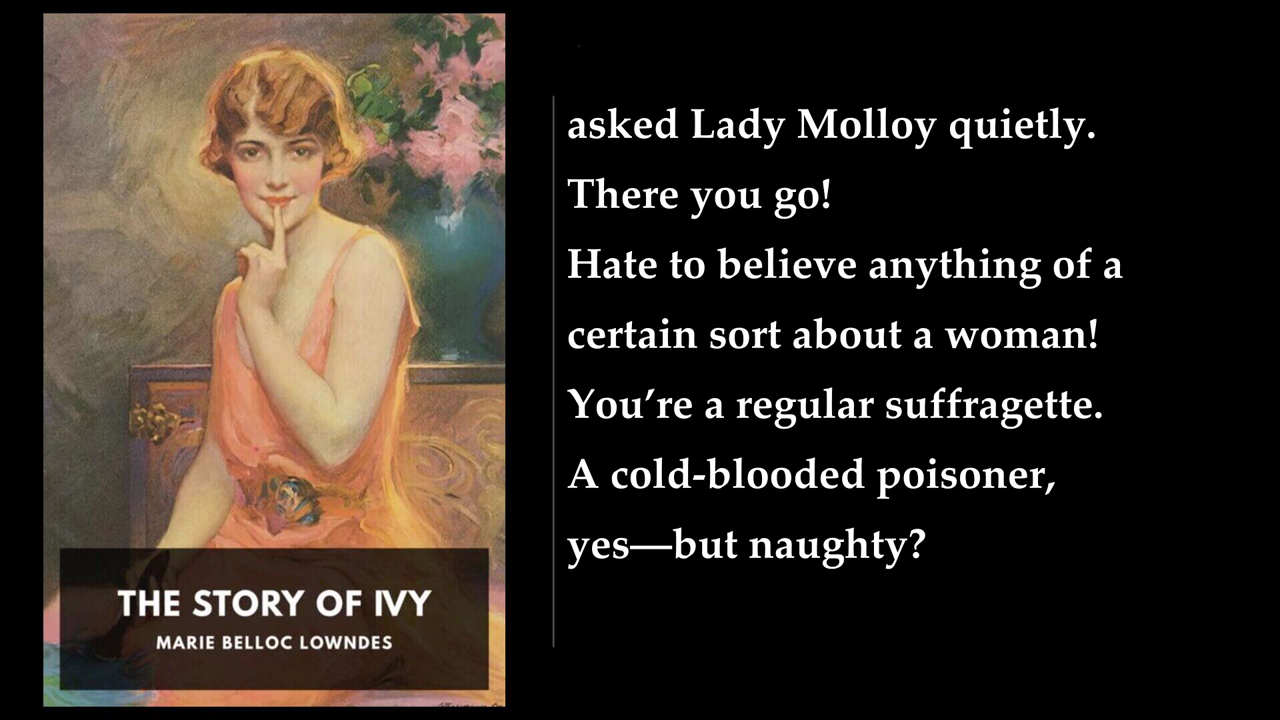 THE STORY OF IVY
MARIE BELLOC LOWNDES
asked Lady Molloy quietly.
There you go!
Hate to believe anything of a
certain sort about a woman!
You’re a regular suffragette.
A cold-blooded poisoner,
yes—but naughty?